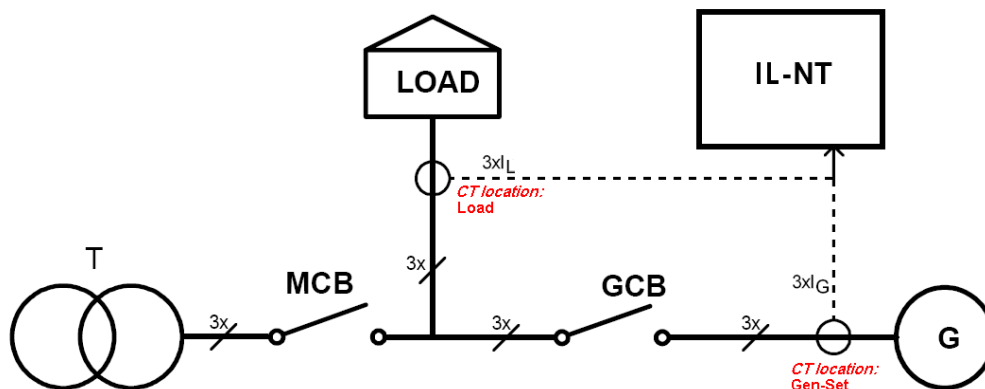 LOAD
IL-NT
3xIL
CT location:
Load
T
3x
MCB
GCB
3xIG
3x
3x
3x
G
CT location:
Gen-Set